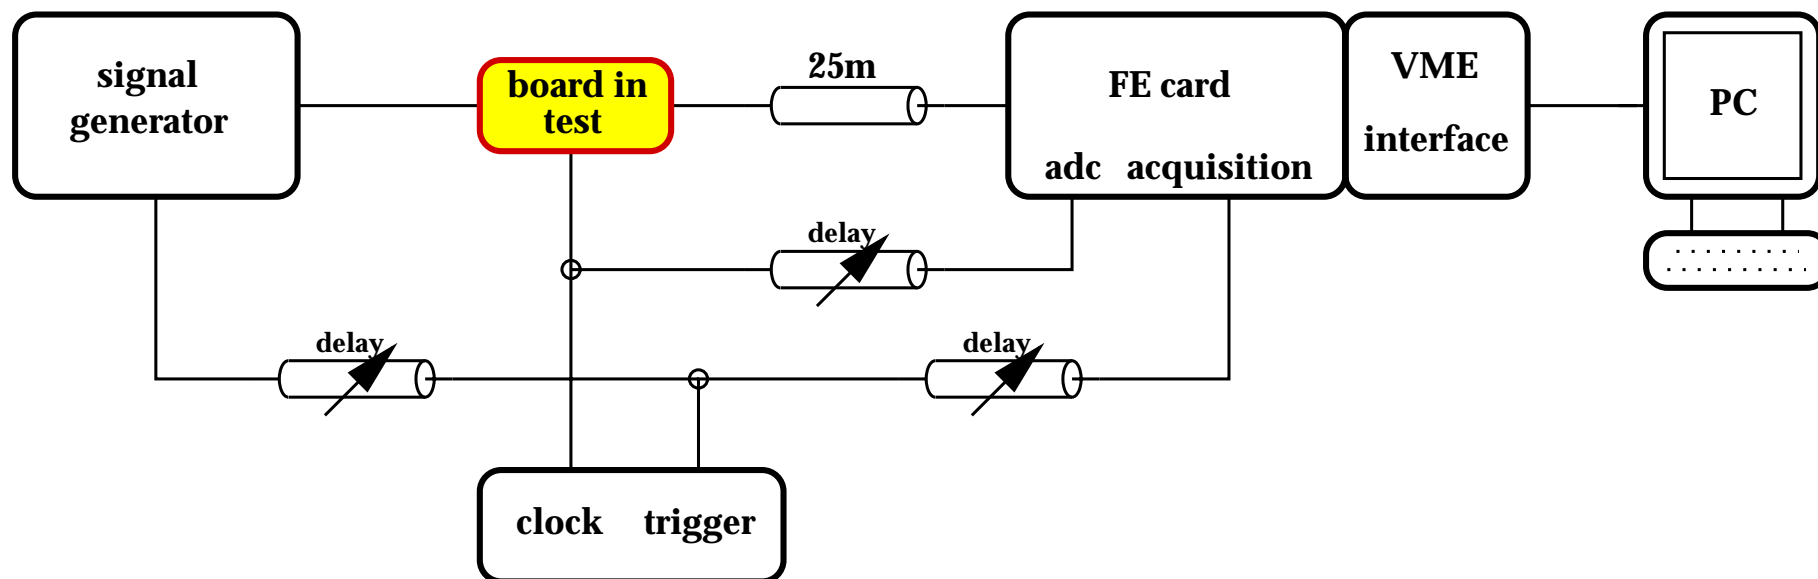 signal
generator
board in
test
25m
FE card
adc acquisition
VME
interface
PC
delay
delay
delay
clock trigger